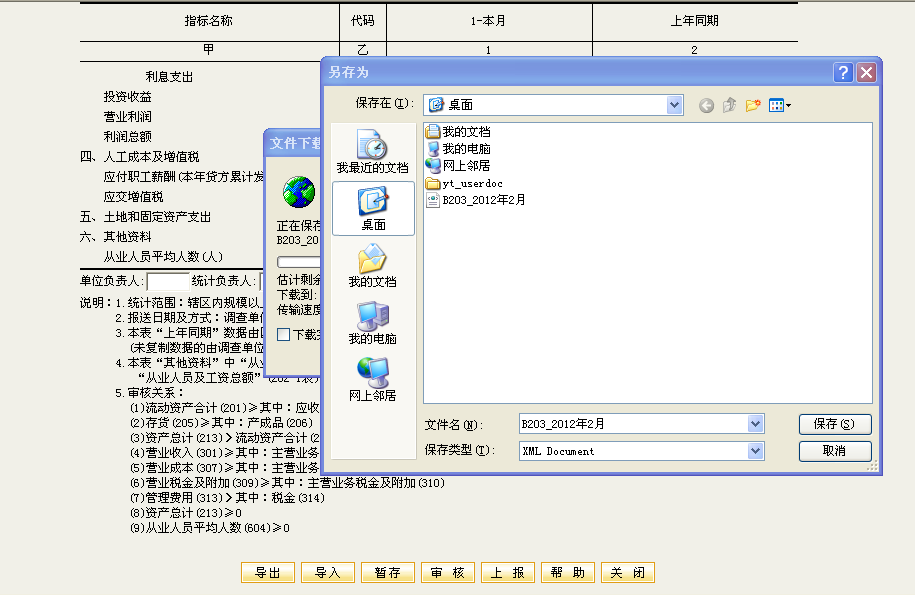 指标名称 代码 1-本月 上年同期
甲 乙 1 2
利息支出
投资收益
营业利润
利润总额
四、人工成本及增值税
应付职工薪酬(本年贷方累计发
应交增值税
五、土地和固定资产支出
六、其他资料
从业人员平均人数(人)
单位负责人: 统计负责人:
说明:1.统计范围:辖区内规模以上
2.报送日期及方式:调查单位
3.本表“上年同期”数据由
(未复制数据的由调查单位
4.本表“其他资料”中“从业
“从业人员及工资总额”(202-1表)
5.审核关系:
(1)流动资产合计(201)≥其中:应收
(2)存货(205)≥其中:产成品(206)
(3)资产总计(213)>流动资产合计(2
(4)营业收入(301)≥其中:主营业务
(5)营业成本(307)≥其中:主营业务
(6)营业税金及附加(309)≥其中:主营业务税金及附加(310)
(7)管理费用(313)>其中:税金(314)
(8)资产总计(213)≥0
(9)从业人员平均人数(604)≥0
文件下载
正在保存
B203_20
估计剩余
下载到:
传输速度
下载完
另存为
保存在(I): 桌面
我最近的文档
桌面
我的文档
我的电脑
网上邻居
我的文档
我的电脑
网上邻居
yt_userdoc
B203_2012年2月
文件名(N): B203_2012年2月 保存(S)
保存类型(T): XML Document 取消
导出 导入 暂存 审核 上报 帮助 关闭